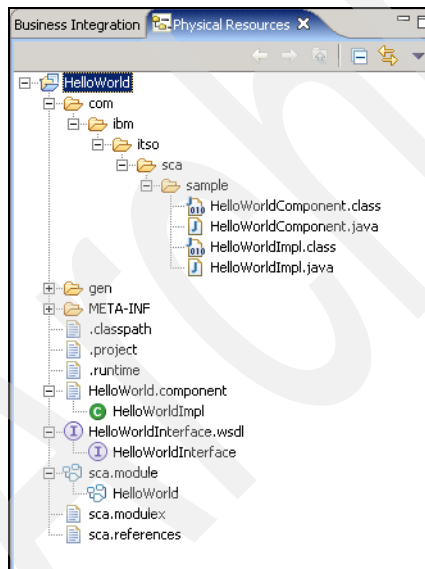 Business Integration Physical Resources
HelloWorld
com
ibm
itso
sca
sample
HelloWorldComponent.class
HelloWorldComponent.java
HelloWorldImpl.class
HelloWorldImpl.java
gen
META-INF
.classpath
.project
.runtime
HelloWorld.component
HelloWorldImpl
HelloWorldInterface.wsdl
HelloWorldInterface
sca.module
HelloWorld
sca.modulex
sca.references